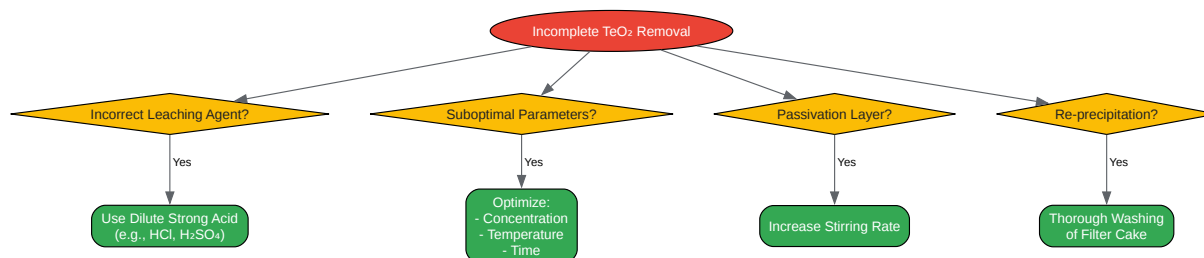 Incomplete TeO₂ Removal
Incorrect Leaching Agent?
Suboptimal Parameters?
Passivation Layer?
Re-precipitation?
Yes
Yes
Yes
Yes
Use Dilute Strong Acid
(e.g., HCl, H₂SO₄)
Optimize:
- Concentration
- Temperature
- Time
Increase Stirring Rate
Thorough Washing
of Filter Cake